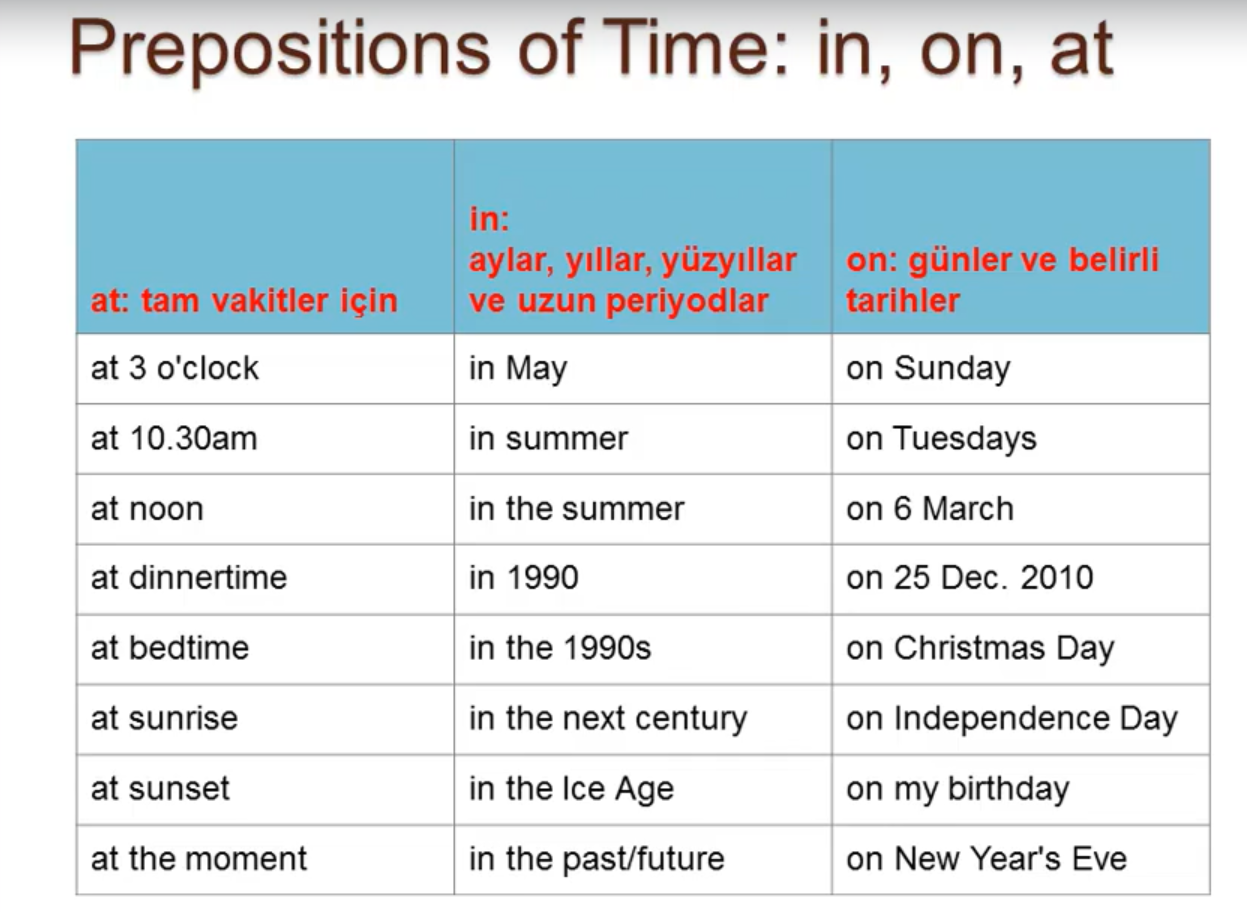 Prepositions of Time: in, on, at
at: tam vakitler için
in:
aylar, yıllar, yüzyıllar
ve uzun periyodlar
on: günler ve belirli
tarihler
at 3 o'clock
in May
on Sunday
at 10.30am
in summer
on Tuesdays
at noon
in the summer
on 6 March
at dinnertime
in 1990
on 25 Dec. 2010
at bedtime
in the 1990s
on Christmas Day
at sunrise
in the next century
on Independence Day
at sunset
in the Ice Age
on my birthday
at the moment
in the past/future
on New Year's Eve